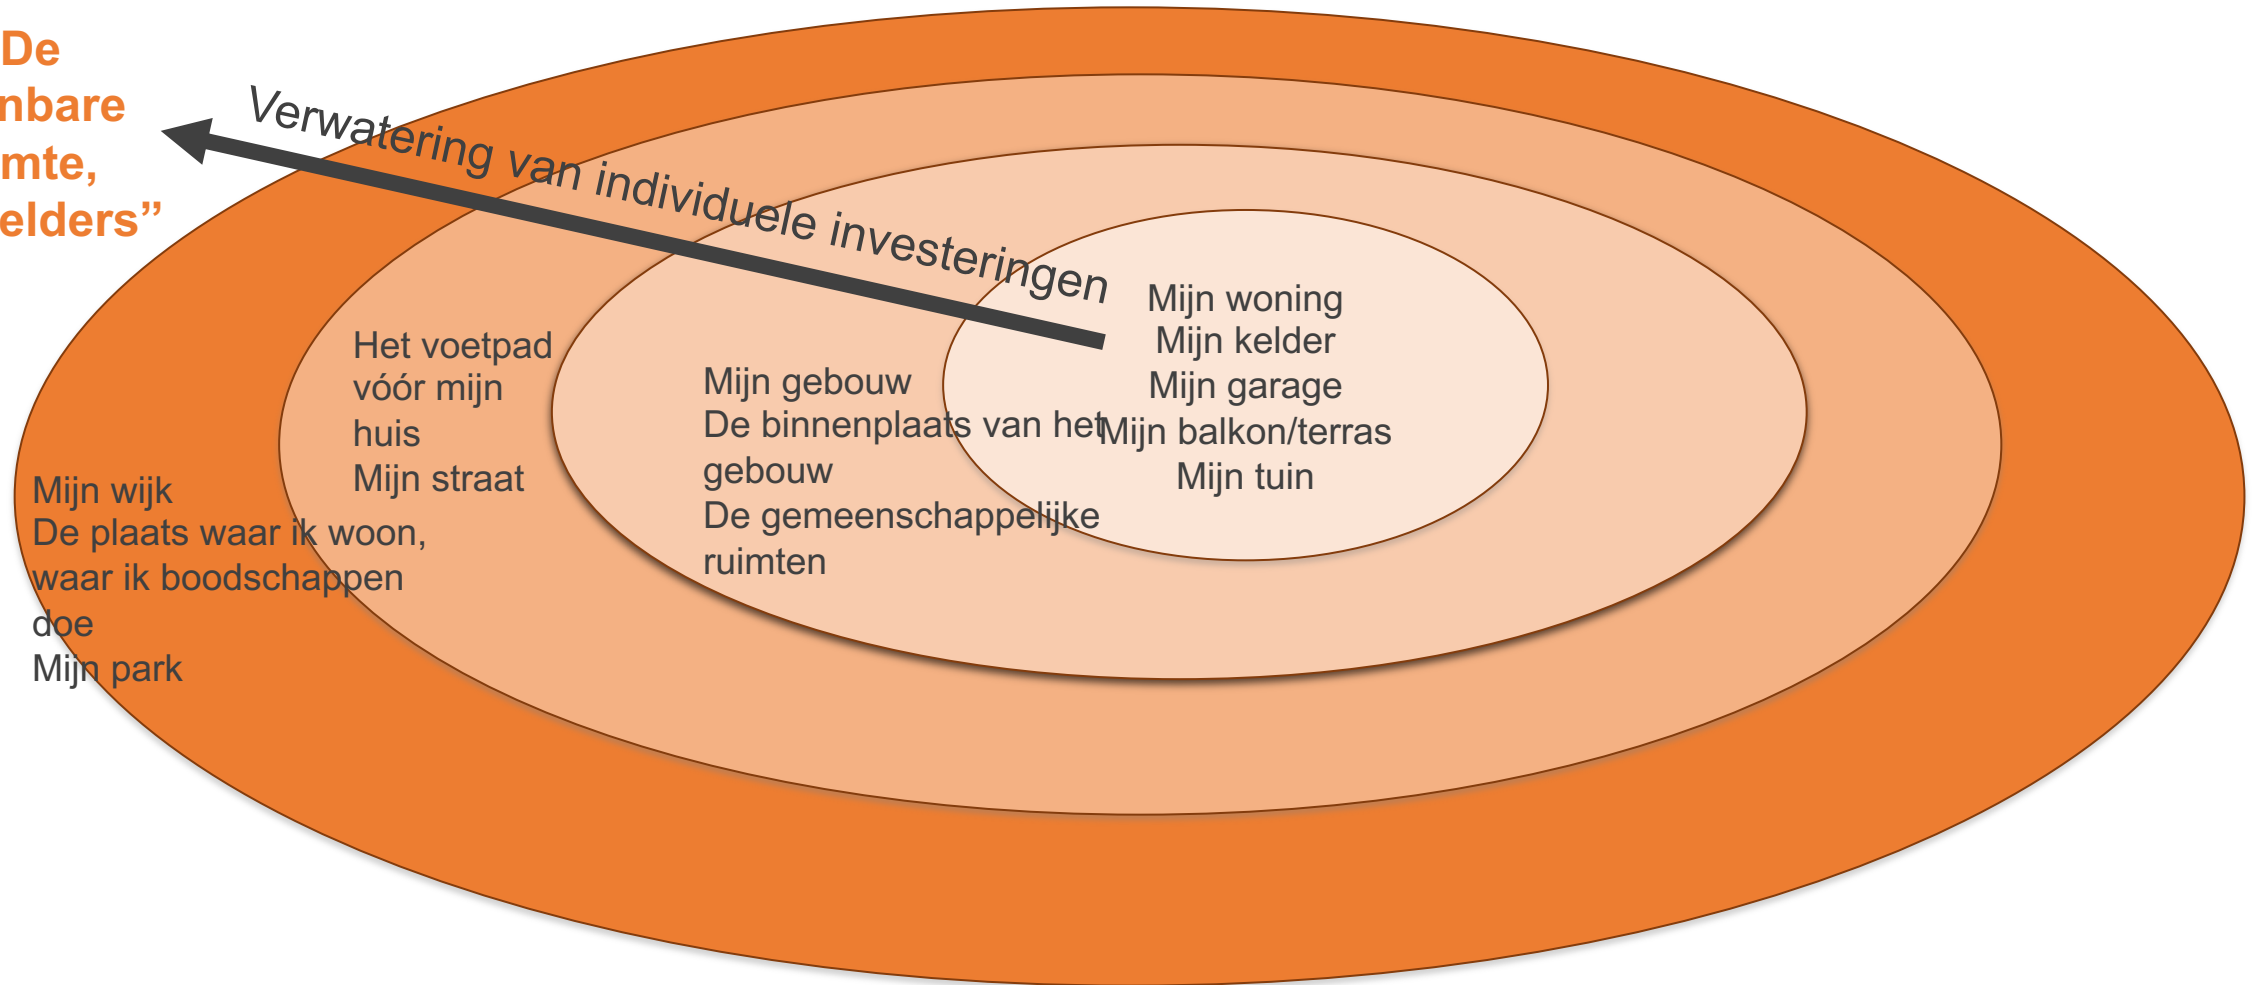 De
nbare
mte,
elders”
Verwatering van individuele investeringen
Mijn woning
Mijn kelder
Mijn garage
Mijn balkon/terras
Mijn tuin
Mijn gebouw
De binnenplaats van het
gebouw
De gemeenschappelijke
ruimten
Het voetpad
vóór mijn
huis
Mijn straat
Mijn wijk
De plaats waar ik woon,
waar ik boodschappen
doe
Mijn park